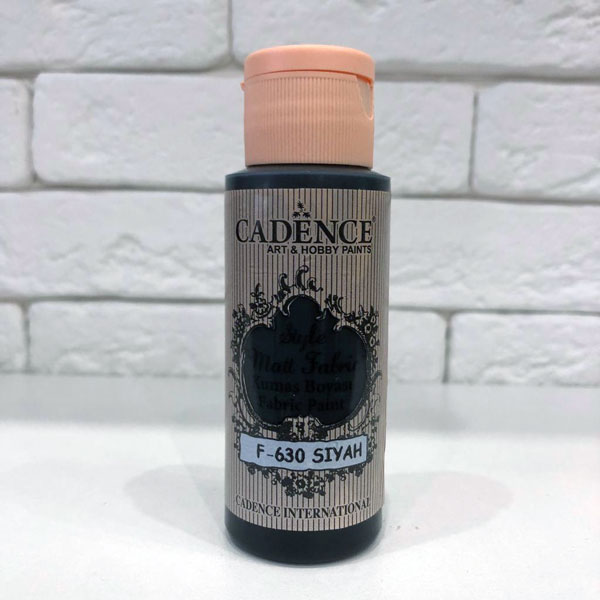 CADENCE®
ART & HOBBY PAINTS
Style
Matt Fabric
Kumaş Boyası
Fabric Paint
F-630 SIYAH
CADENCE INTERNATIONAL